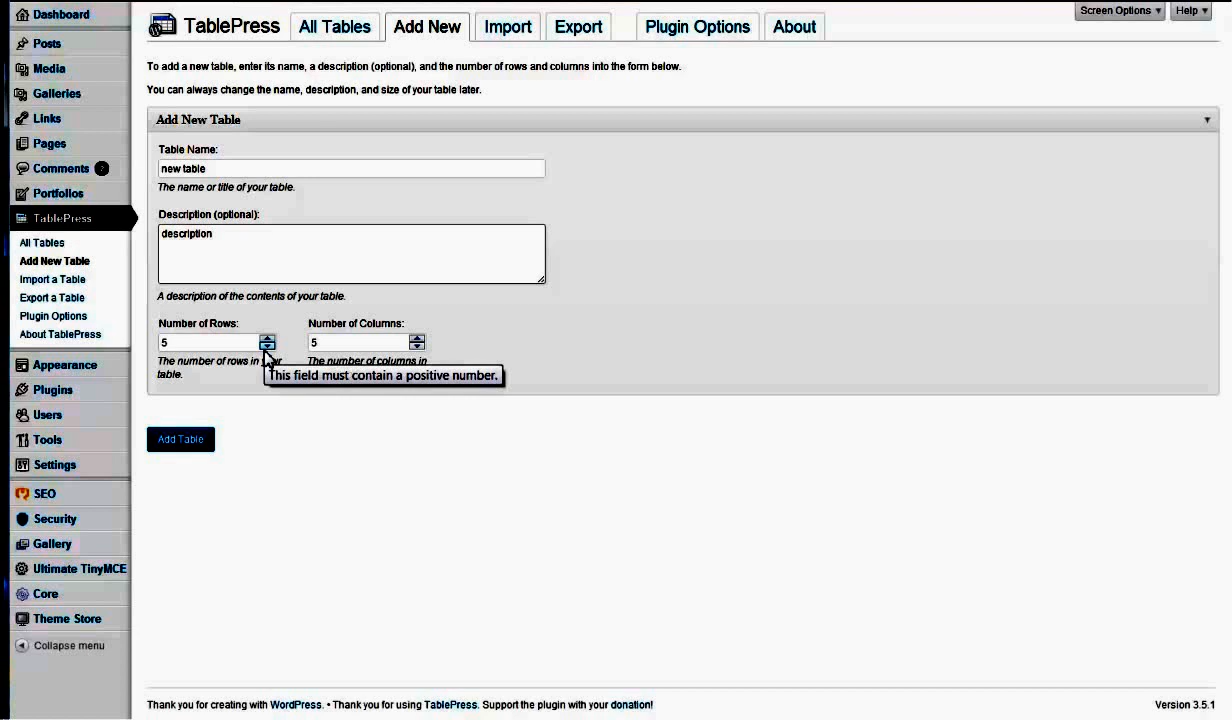 Dashboard
Posts
Media
Galleries
Links
Pages
Comments
Portfolios
TablePress
All Tables
Add New Table
Import a Table
Export a Table
Plugin Options
About TablePress
Appearance
Plugins
Users
Tools
Settings
SEO
Security
Gallery
Ultimate TinyMCE
Core
Theme Store
Collapse menu
Screen Options Help
TablePress All Tables Add New Import Export Plugin Options About
To add a new table, enter its name, a description (optional), and the number of rows and columns into the form below.
You can always change the name, description, and size of your table later.
Add New Table
Table Name:
new table
The name or title of your table.
Description (optional):
description
A description of the contents of your table.
Number of Rows: Number of Columns:
5 5
The number of rows in your The number of columns in
table.
This field must contain a positive number.
Add Table
Thank you for creating with WordPress. • Thank you for using TablePress. Support the plugin with your donation! Version 3.5.1